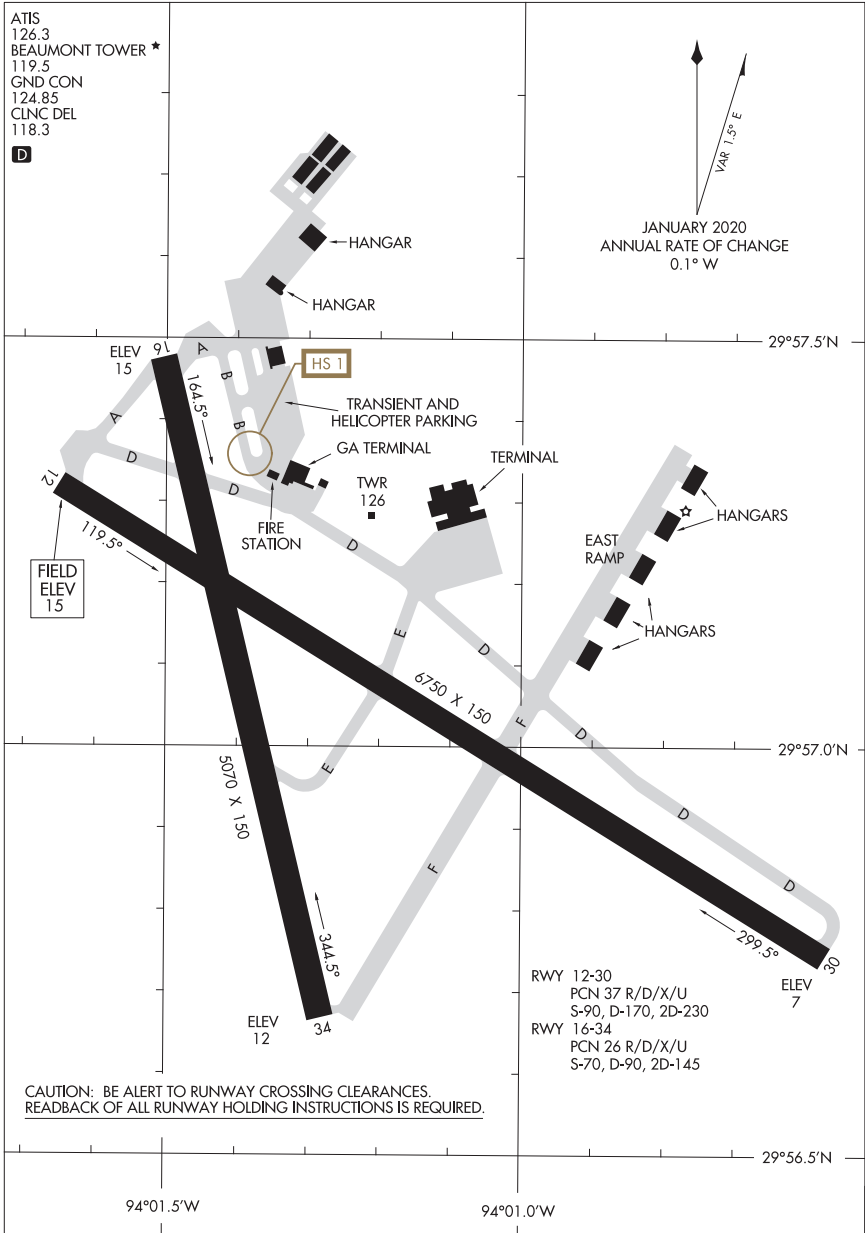 ATIS
126.3
BEAUMONT TOWER ★
119.5
GND CON
124.85
CLNC DEL
118.3
D
VAR 1.5° E
JANUARY 2020
ANNUAL RATE OF CHANGE
0.1° W
HANGAR
HANGAR
29°57.5'N
ELEV
15
16
A
B
HS 1
164.5°
TRANSIENT AND
HELICOPTER PARKING
A
B
GA TERMINAL
TERMINAL
D
D
12
TWR
126
FIRE
STATION
HANGARS
119.5°
EAST
RAMP
D
FIELD
ELEV
15
E
HANGARS
D
6750 X 150
F
D
29°57.0'N
E
5070 X 150
D
F
D
344.5°
299.5°
30
ELEV
7
RWY 12-30
PCN 37 R/D/X/U
S-90, D-170, 2D-230
RWY 16-34
PCN 26 R/D/X/U
S-70, D-90, 2D-145
ELEV
12
34
CAUTION: BE ALERT TO RUNWAY CROSSING CLEARANCES.
READBACK OF ALL RUNWAY HOLDING INSTRUCTIONS IS REQUIRED.
29°56.5'N
94°01.5'W
94°01.0'W